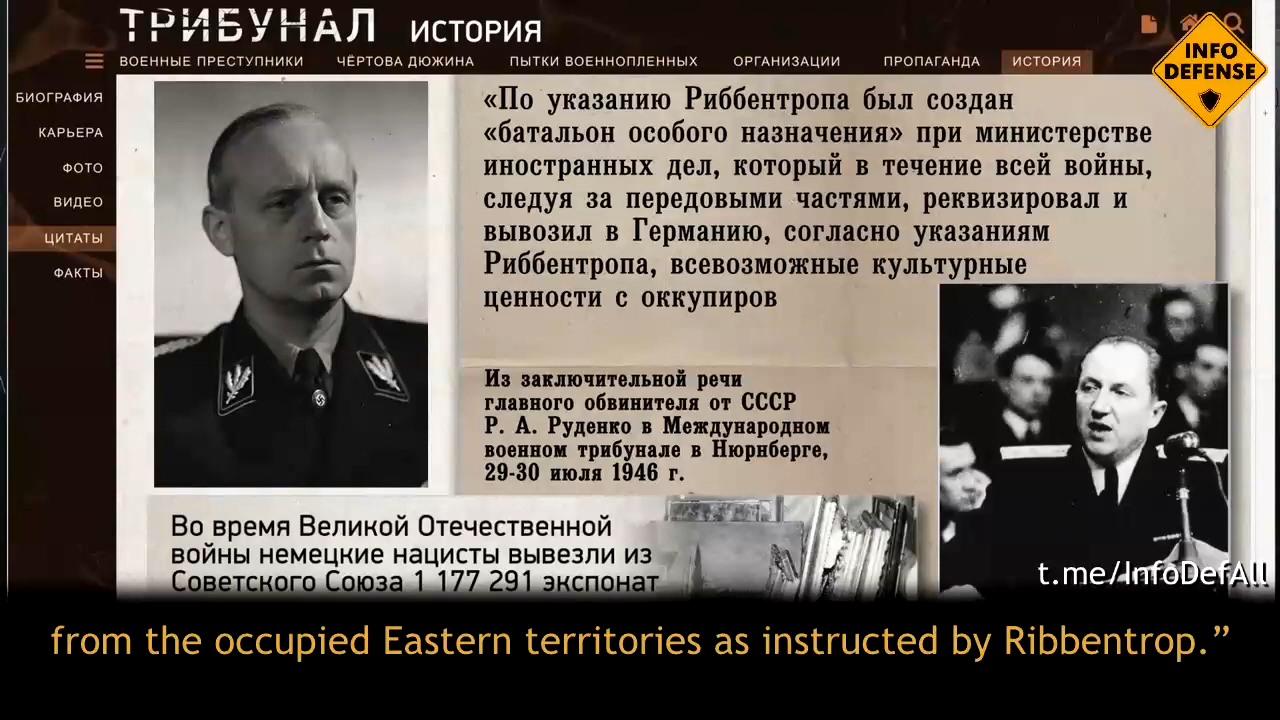 ТРИБУНАЛ ИСТОРИЯ
ВОЕННЫЕ ПРЕСТУПНИКИ ЧЁРТОВА ДЮЖИНА ПЫТКИ ВОЕННОПЛЕННЫХ ОРГАНИЗАЦИИ ПРОПАГАНДА ИСТОРИЯ
INFO
DEFENSE
БИОГРАФИЯ
КАРЬЕРА
ФОТО
ВИДЕО
ЦИТАТЫ
ФАКТЫ
«По указанию Риббентропа был создан
«батальон особого назначения» при министерстве
иностранных дел, который в течение всей войны,
следуя за передовыми частями, реквизировал и
вывозил в Германию, согласно указаниям
Риббентропа, всевозможные культурные
ценности с оккупиров
Из заключительной речи
главного обвинителя от СССР
Р. А. Руденко в Международном
военном трибунале в Нюрнберге,
29-30 июля 1946 г.
Во время Великой Отечественной
войны немецкие нацисты вывезли из
Советского Союза 1 177 291 экспонат
t.me/InfoDefAll
from the occupied Eastern territories as instructed by Ribbentrop.”